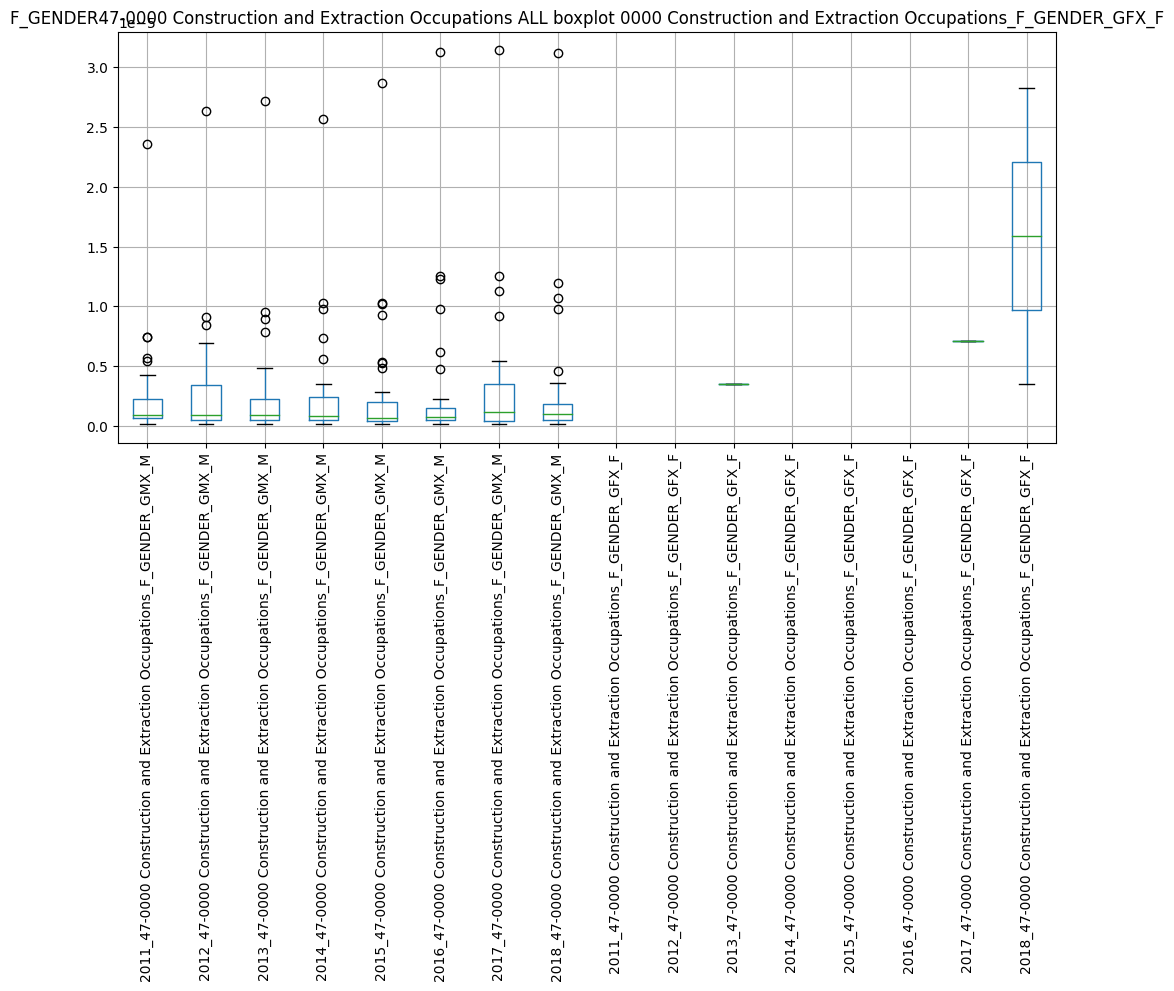 F_GENDER47-0000 Construction and Extraction Occupations ALL boxplot 0000 Construction and Extraction Occupations_F_GENDER_GFX_F
1e−5
3.0
2.5
2.0
1.5
1.0
0.5
0.0
2011_47-0000 Construction and Extraction Occupations_F_GENDER_GMX_M
2012_47-0000 Construction and Extraction Occupations_F_GENDER_GMX_M
2013_47-0000 Construction and Extraction Occupations_F_GENDER_GMX_M
2014_47-0000 Construction and Extraction Occupations_F_GENDER_GMX_M
2015_47-0000 Construction and Extraction Occupations_F_GENDER_GMX_M
2016_47-0000 Construction and Extraction Occupations_F_GENDER_GMX_M
2017_47-0000 Construction and Extraction Occupations_F_GENDER_GMX_M
2018_47-0000 Construction and Extraction Occupations_F_GENDER_GMX_M
2011_47-0000 Construction and Extraction Occupations_F_GENDER_GFX_F
2012_47-0000 Construction and Extraction Occupations_F_GENDER_GFX_F
2013_47-0000 Construction and Extraction Occupations_F_GENDER_GFX_F
2014_47-0000 Construction and Extraction Occupations_F_GENDER_GFX_F
2015_47-0000 Construction and Extraction Occupations_F_GENDER_GFX_F
2016_47-0000 Construction and Extraction Occupations_F_GENDER_GFX_F
2017_47-0000 Construction and Extraction Occupations_F_GENDER_GFX_F
2018_47-0000 Construction and Extraction Occupations_F_GENDER_GFX_F